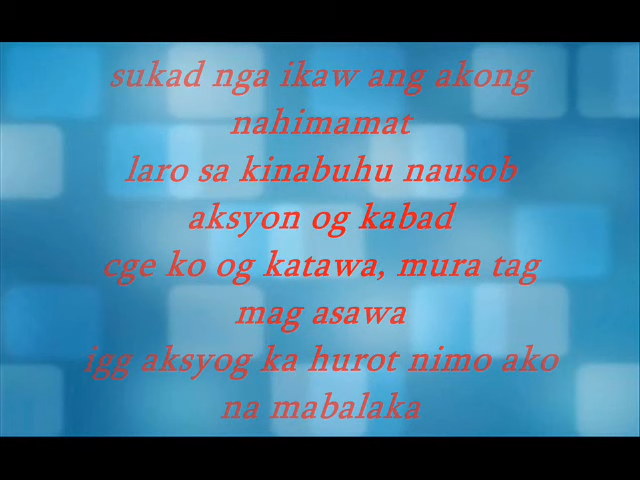 sukad nga ikaw ang akong
nahimamat
laro sa kinabuhu nausob
aksyon og kabad
cge ko og katawa, mura tag
mag asawa
igg aksyog ka hurot nimo ako
na mabalaka